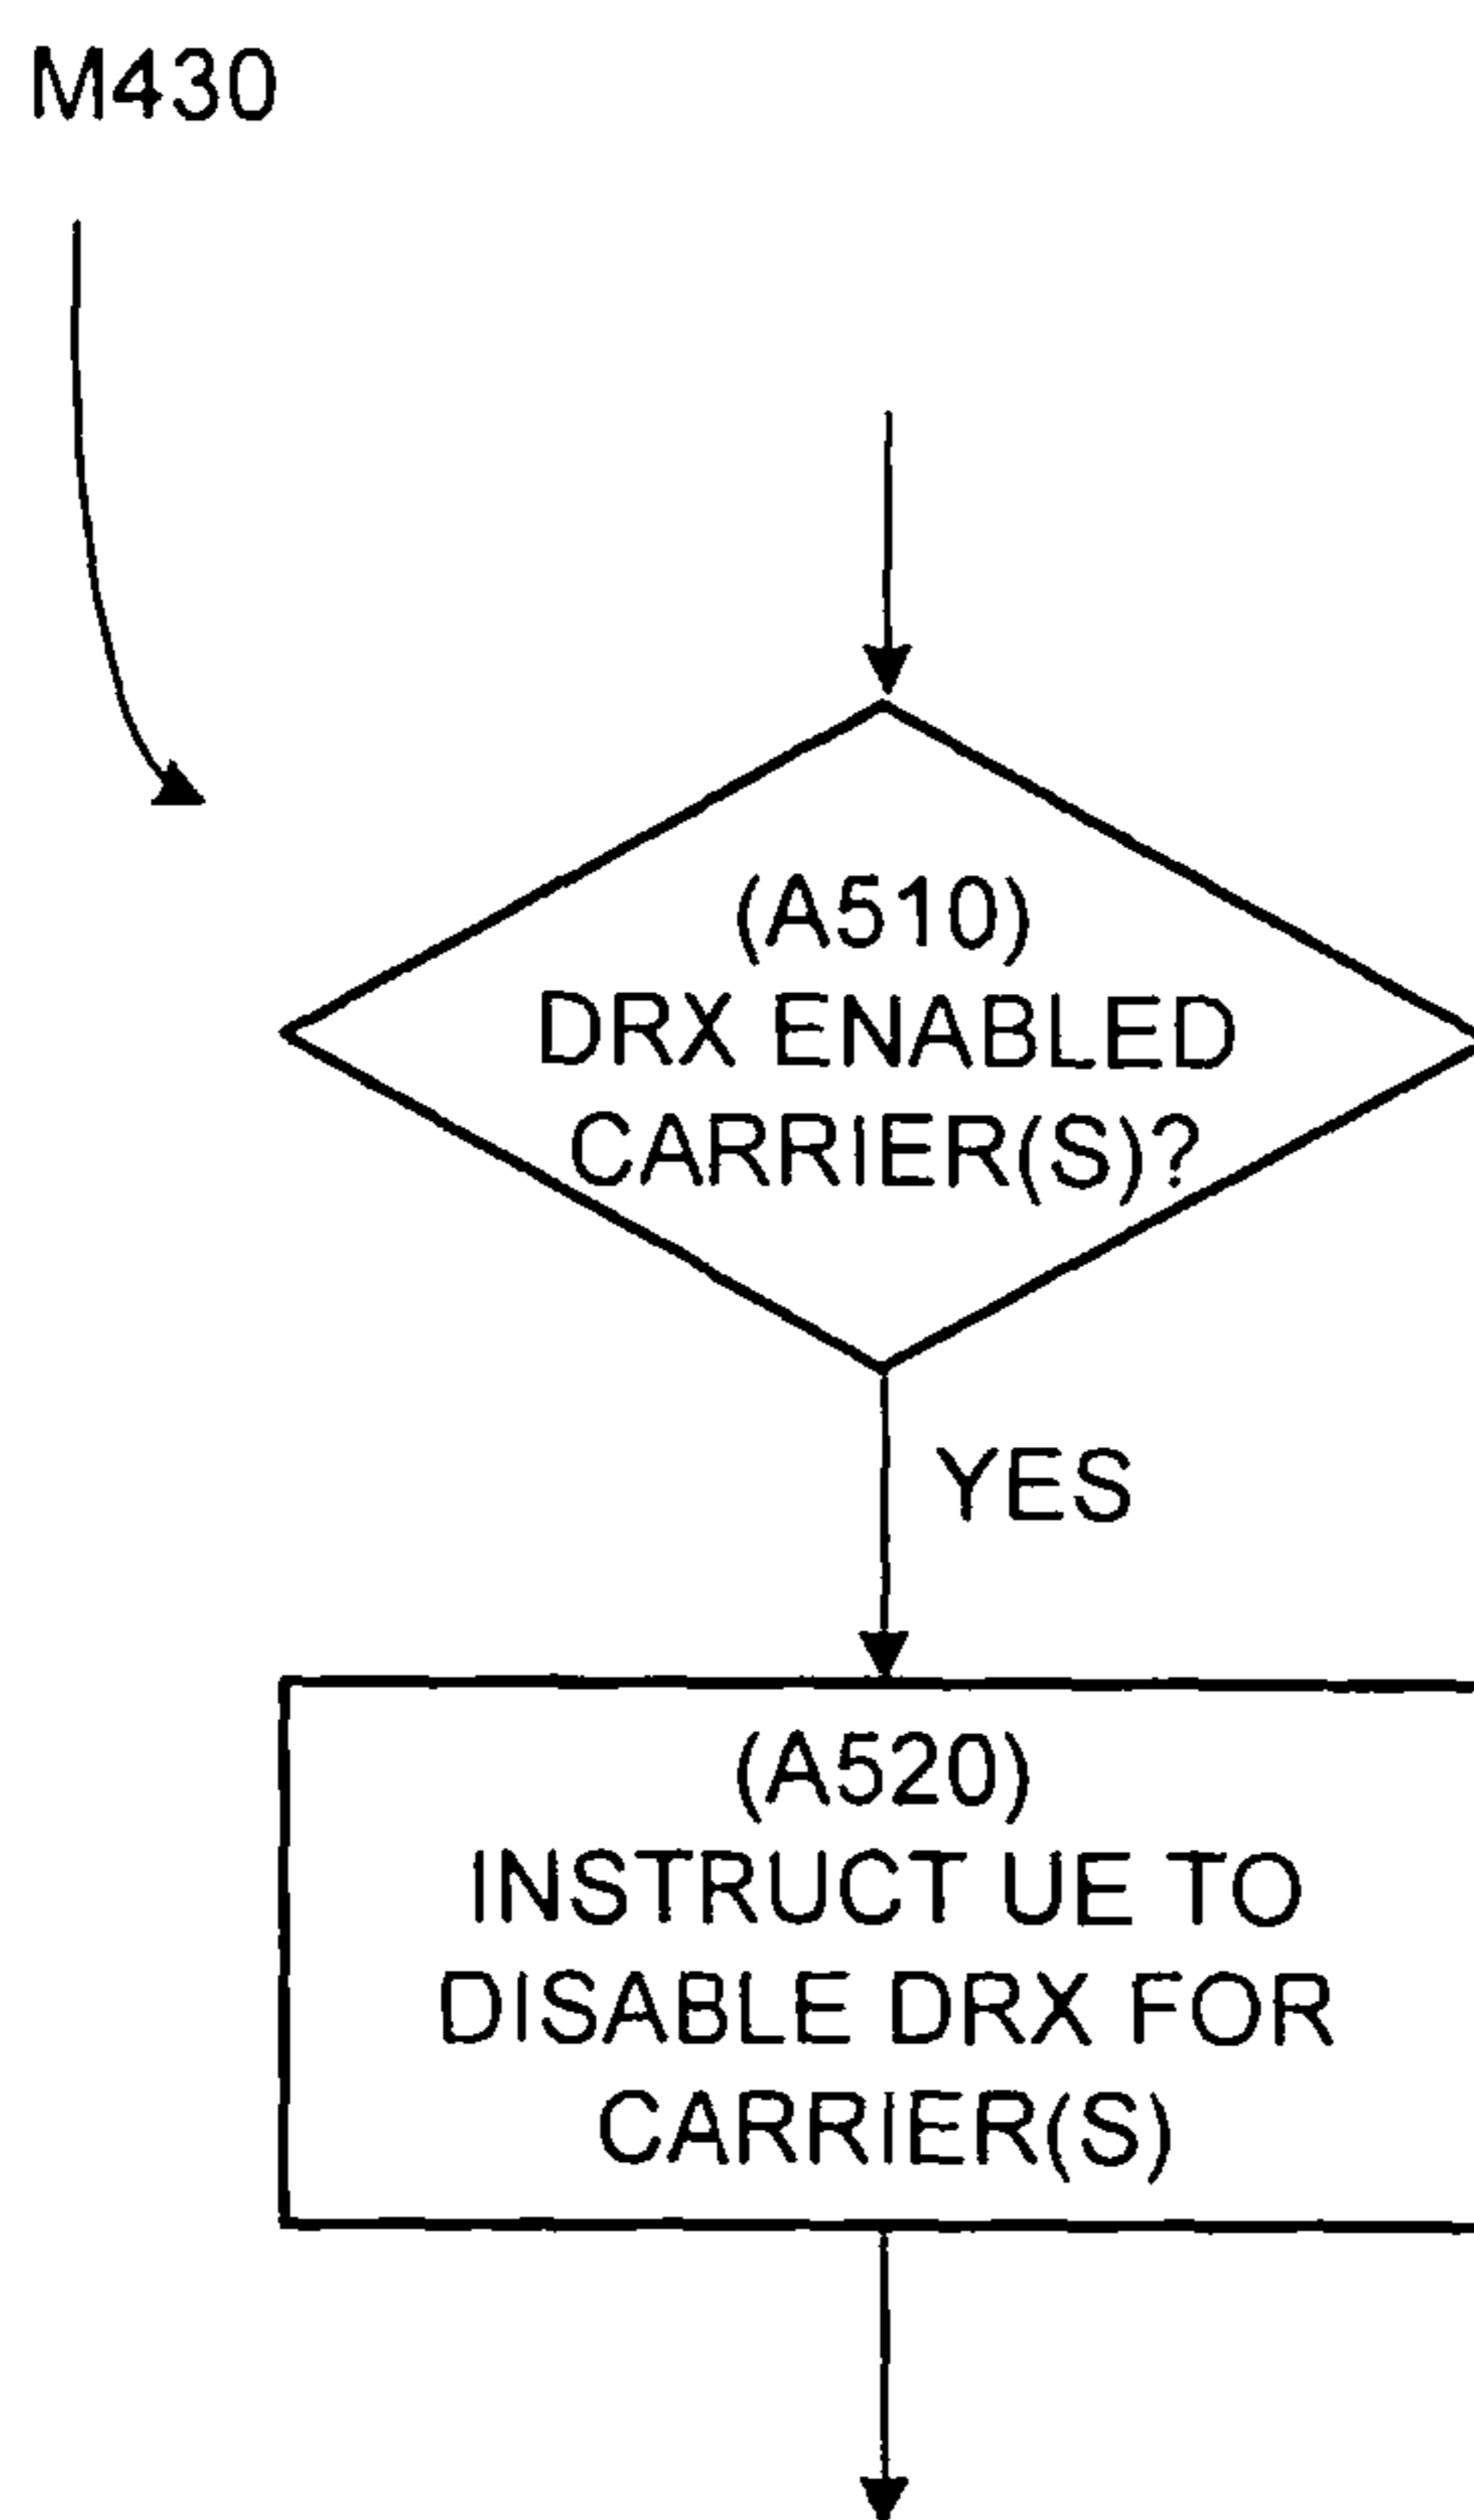 M430
(A510)
DRX ENABLED
CARRIER(S)?
YES
(A520)
INSTRUCT UE TO
DISABLE DRX FOR
CARRIER(S)